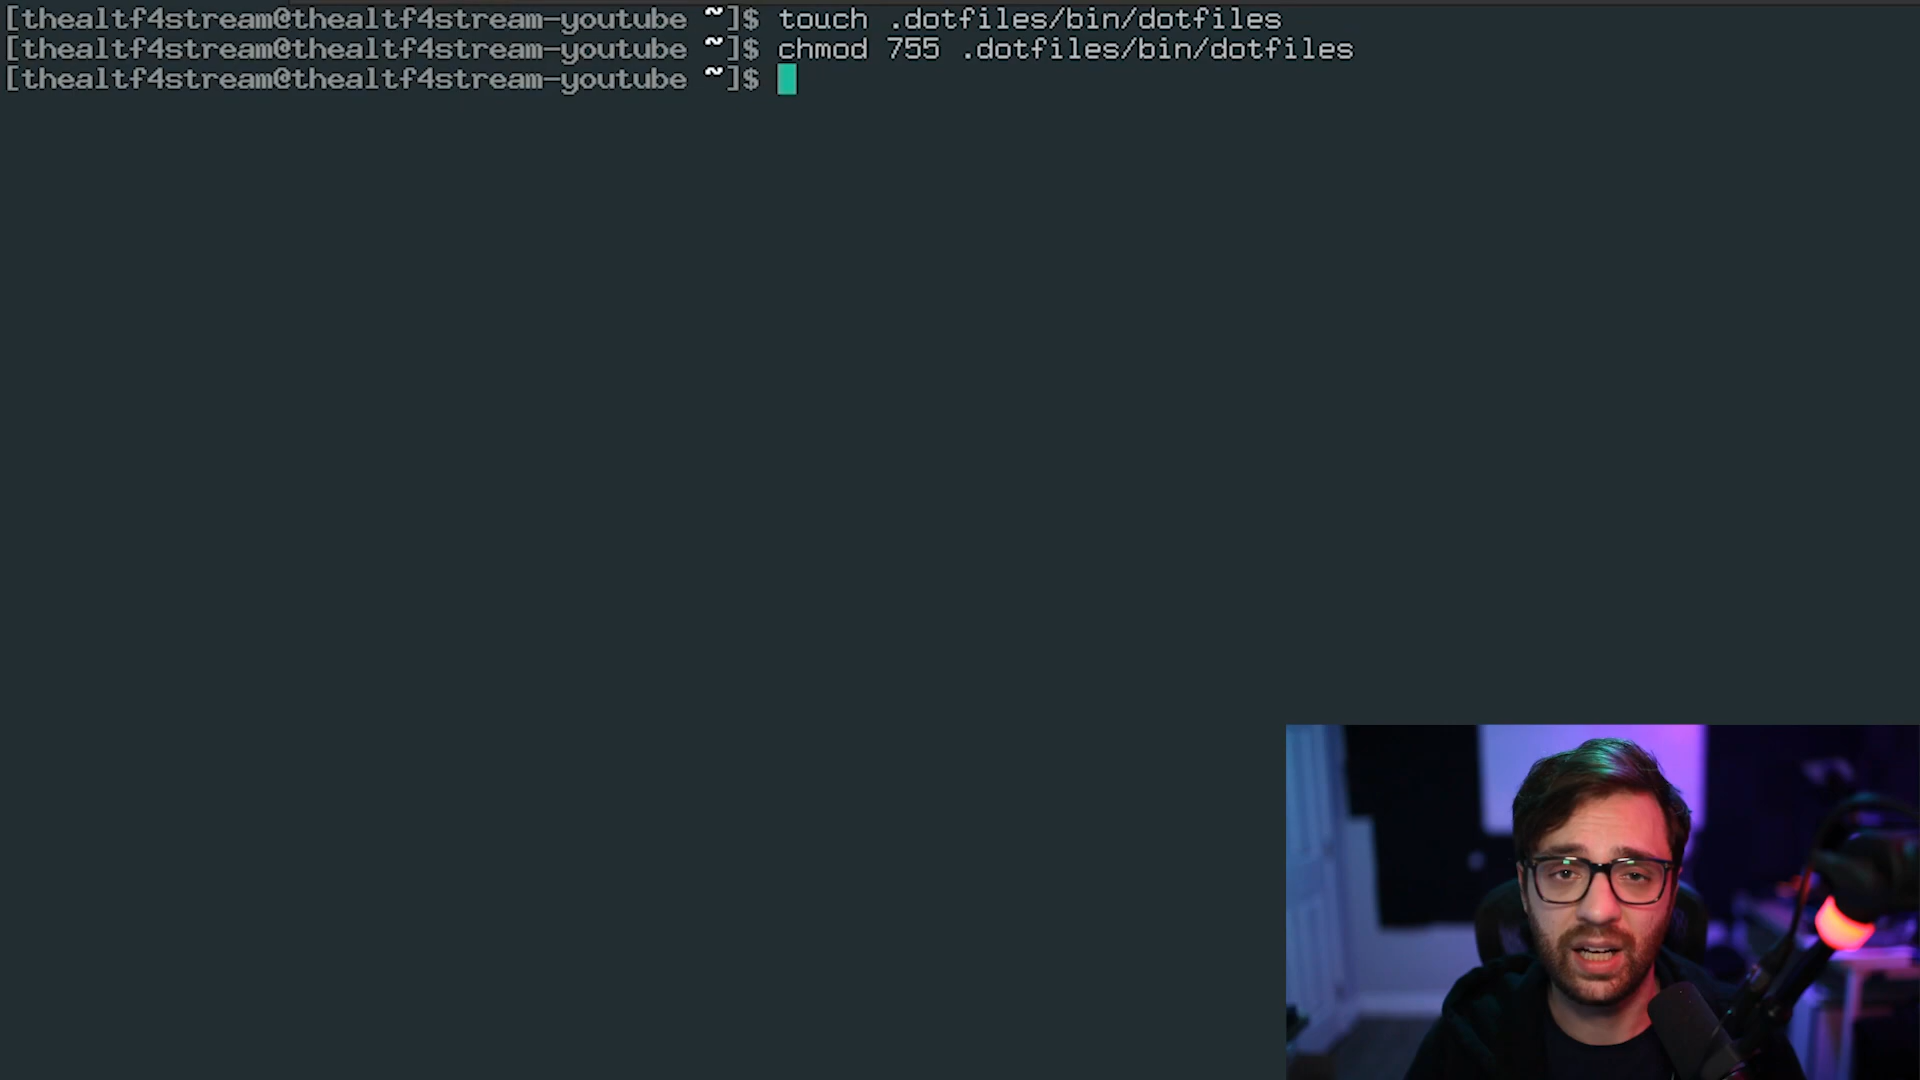 [thealtf4stream@thealtf4stream-youtube ~]$ touch .dotfiles/bin/dotfiles
[thealtf4stream@thealtf4stream-youtube ~]$ chmod 755 .dotfiles/bin/dotfiles
[thealtf4stream@thealtf4stream-youtube ~]$